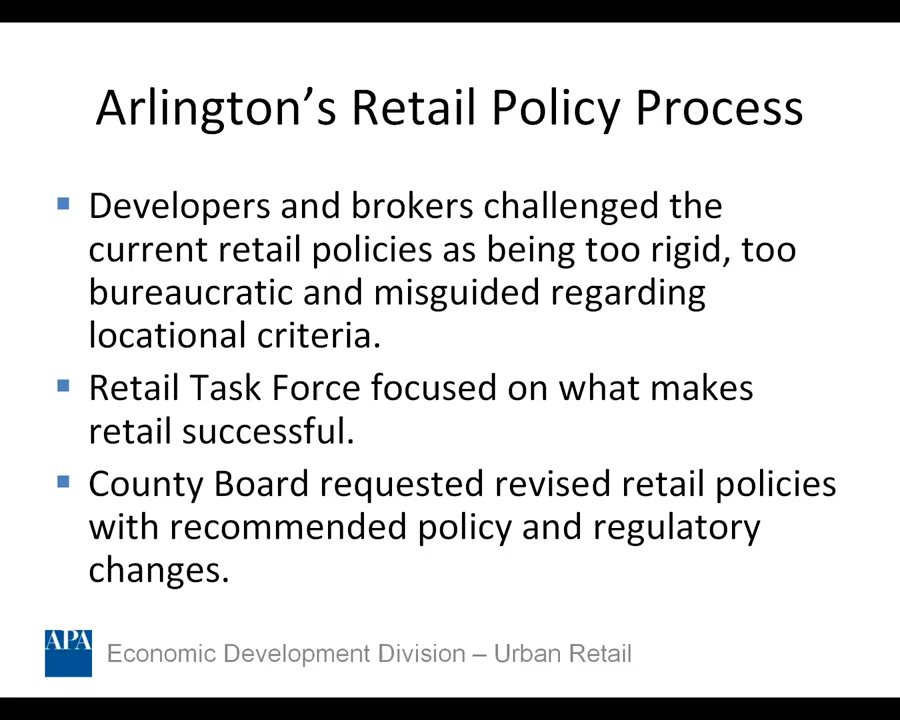 Arlington’s Retail Policy Process
Developers and brokers challenged the
current retail policies as being too rigid, too
bureaucratic and misguided regarding
locational criteria.
Retail Task Force focused on what makes
retail successful.
County Board requested revised retail policies
with recommended policy and regulatory
changes.
APA
Economic Development Division – Urban Retail